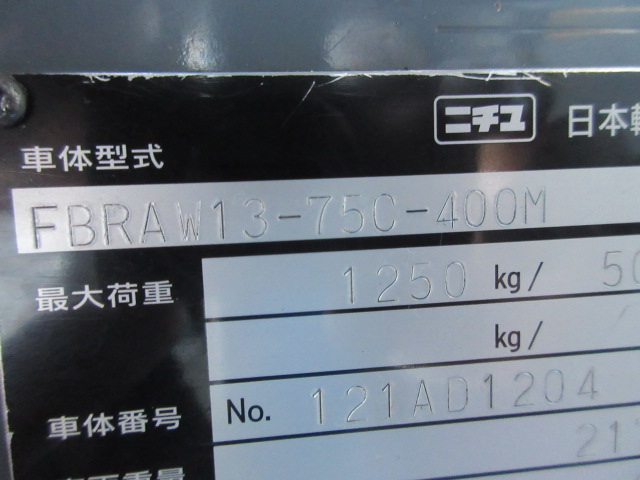 ニチユ 日本
車体型式
FBRAW13-75C-400M
最大荷重 1250 kg/ 50
kg/
車体番号 No. 121AD1204
21